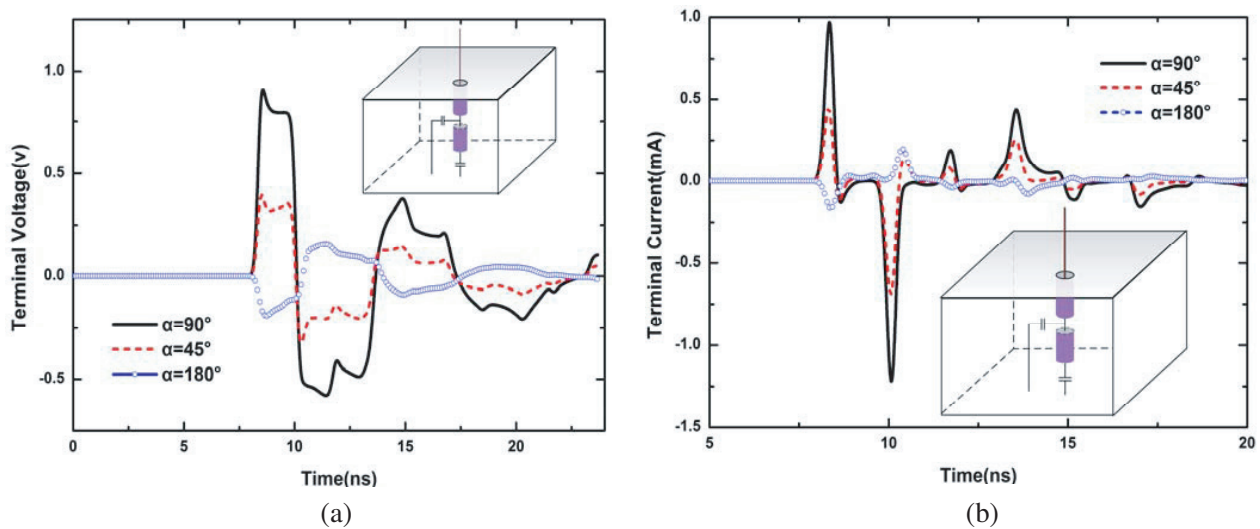 1.0
0.5
0.0
-0.5
Terminal Voltage(v)
α=90°
α=45°
α=180°
0
5
10
15
20
Time(ns)
(a)
1.0
0.5
0.0
-0.5
-1.0
-1.5
Terminal Current(mA)
α=90°
α=45°
α=180°
5
10
15
20
Time(ns)
(b)